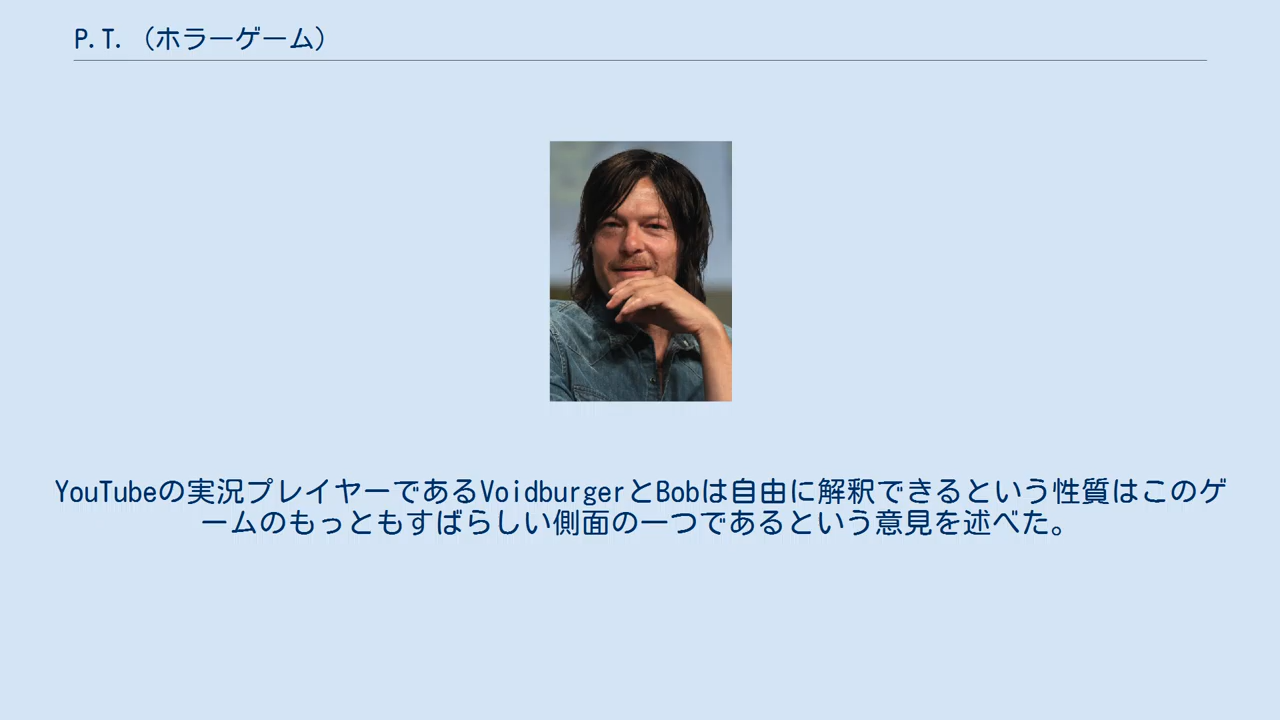 P.T.（ホラーゲーム）
YouTubeの実況プレイヤーであるVoidburgerとBobは自由に解釈できるという性質はこのゲ
ームのもっともすばらしい側面の一つであるという意見を述べた。